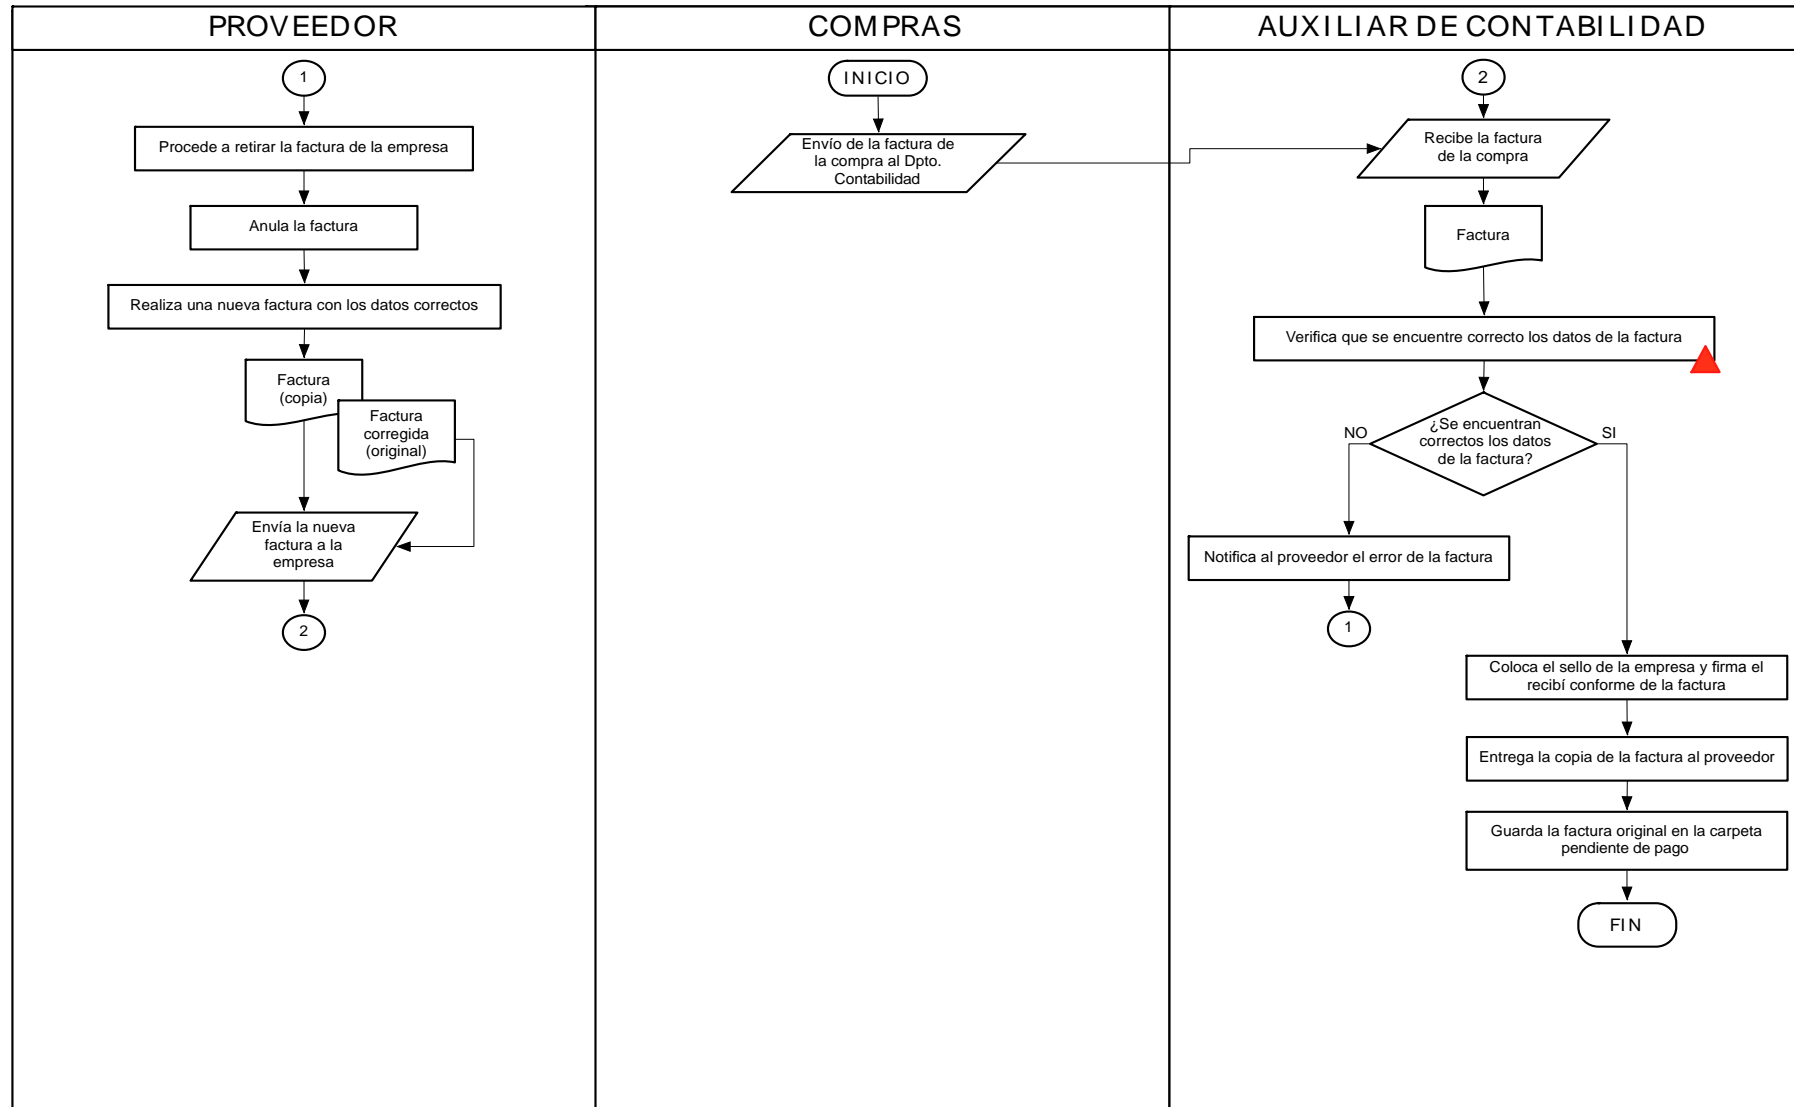 PROVEEDOR
COMPRAS
AUXILIAR DE CONTABILIDAD
1
Procede a retirar la factura de la empresa
Anula la factura
Realiza una nueva factura con los datos correctos
Factura
(copia)
Factura
corregida
(original)
Envía la nueva
factura a la
empresa
2
INICIO
Envío de la factura de
la compra al Dpto.
Contabilidad
2
Recibe la factura
de la compra
Factura
Verifica que se encuentre correcto los datos de la factura
¿Se encuentran
correctos los datos
de la factura?
NO
SI
Notifica al proveedor el error de la factura
1
Coloca el sello de la empresa y firma el
recibí conforme de la factura
Entrega la copia de la factura al proveedor
Guarda la factura original en la carpeta
pendiente de pago
FIN